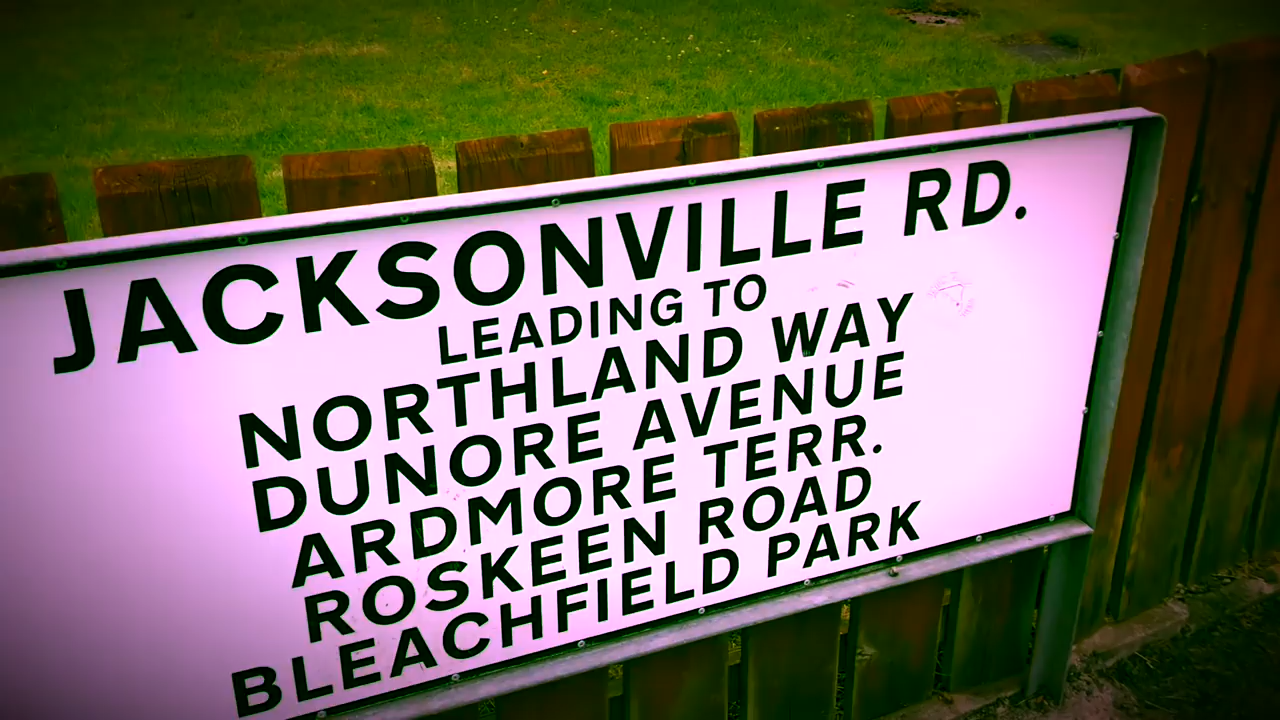 JACKSONVILLE RD.
LEADING TO
NORTHLAND WAY
DUNORE AVENUE
ARDMORE TERR.
ROSKEEN ROAD
BLEACHFIELD PARK